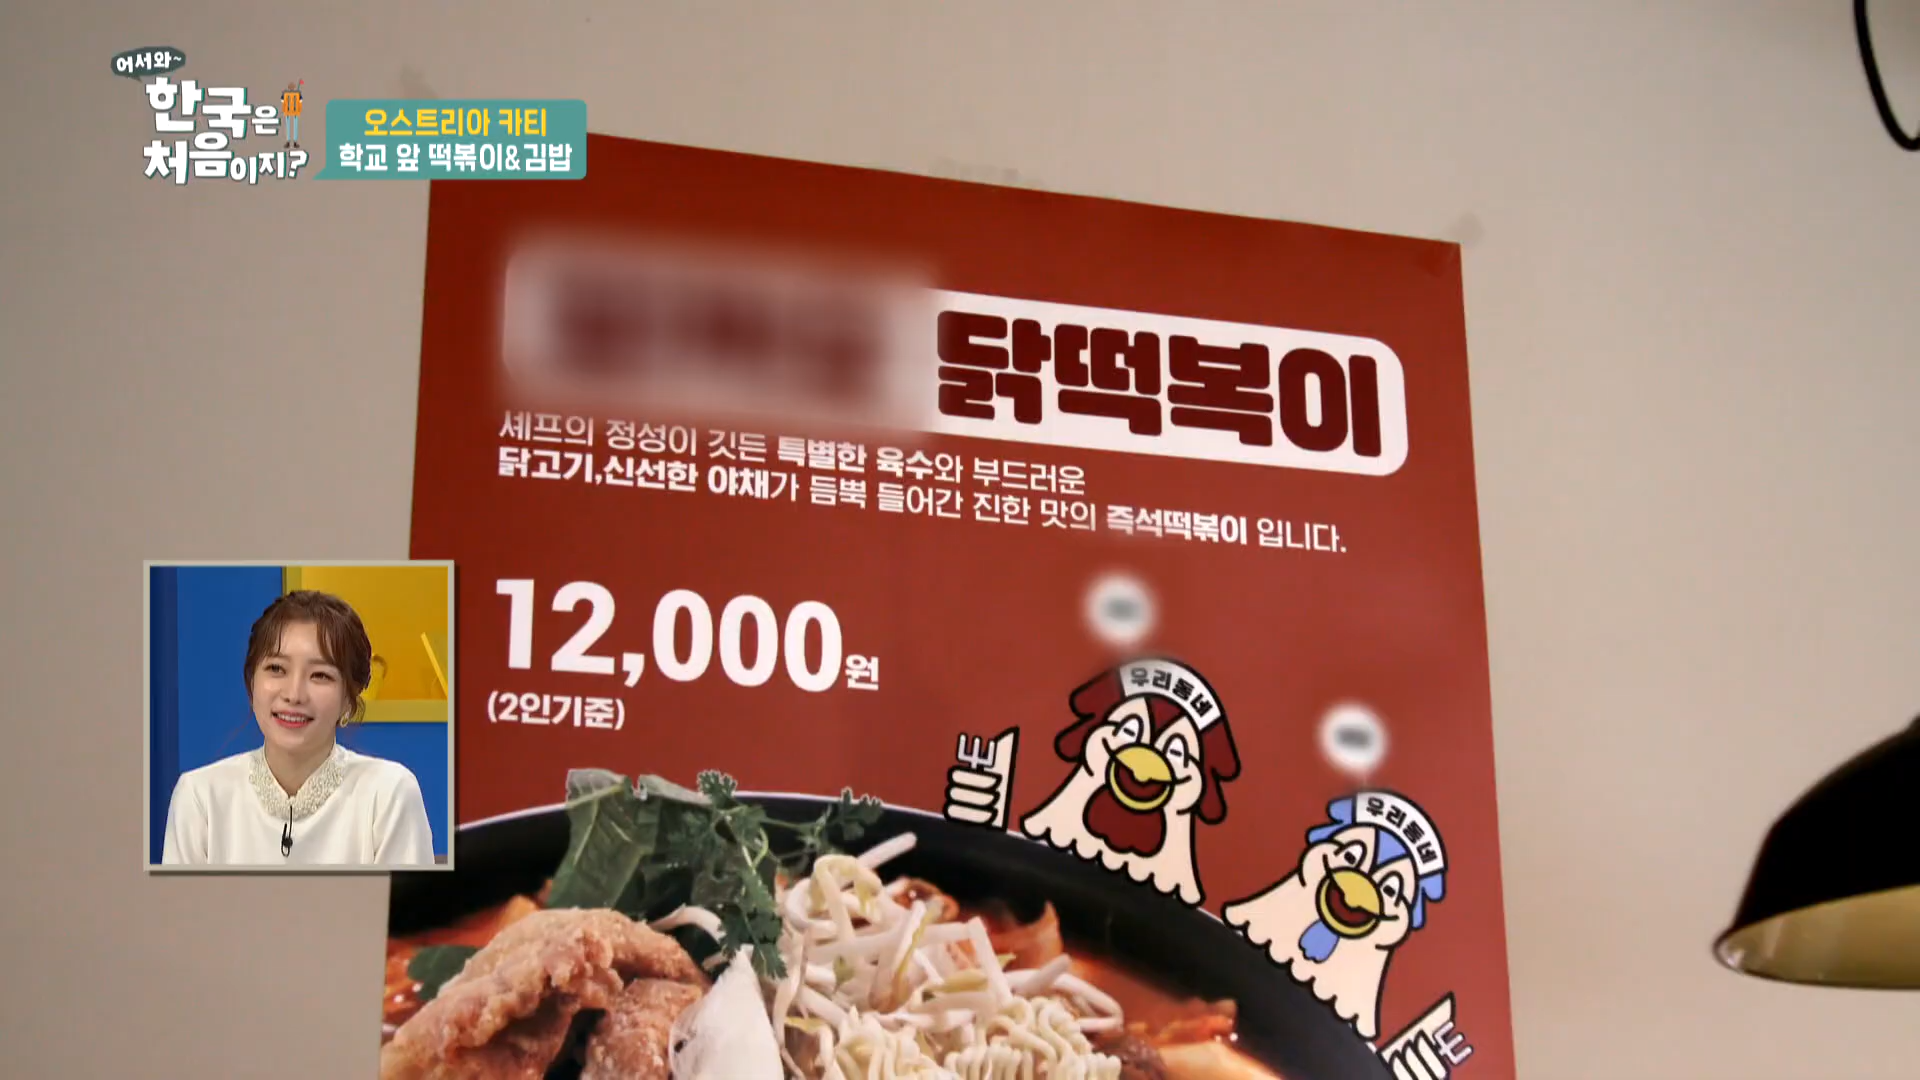 어서와~
한국은
처음이지?
오스트리아 카티
학교 앞 떡볶이&김밥
닭떡복이
셰프의 정성이 깃든 특별한 육수와 부드러운
닭고기,신선한 야채가 듬뿍 들어간 진한 맛의 즉석떡볶이 입니다.
12,000원
(2인기준)
우리동네
우리동네